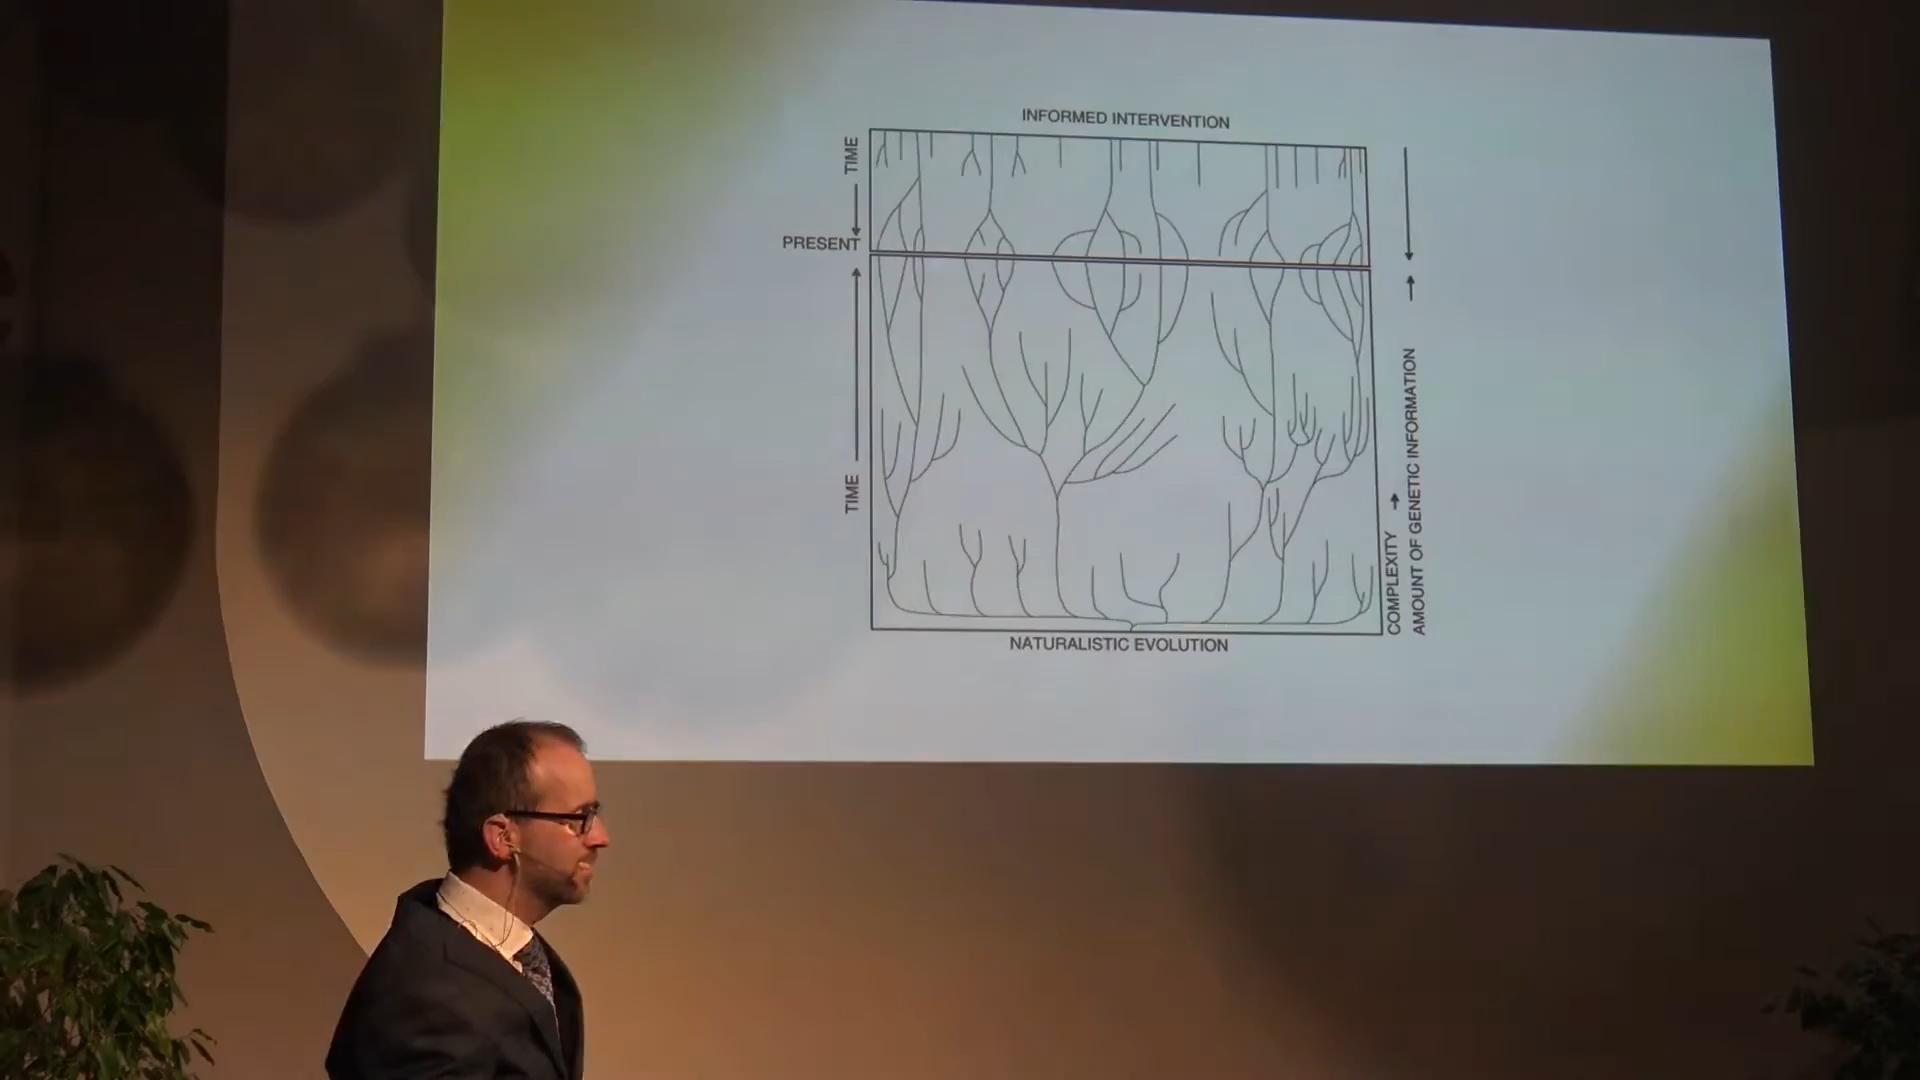 INFORMED INTERVENTION
TIME
PRESENT
TIME
COMPLEXITY
AMOUNT OF GENETIC INFORMATION
NATURALISTIC EVOLUTION